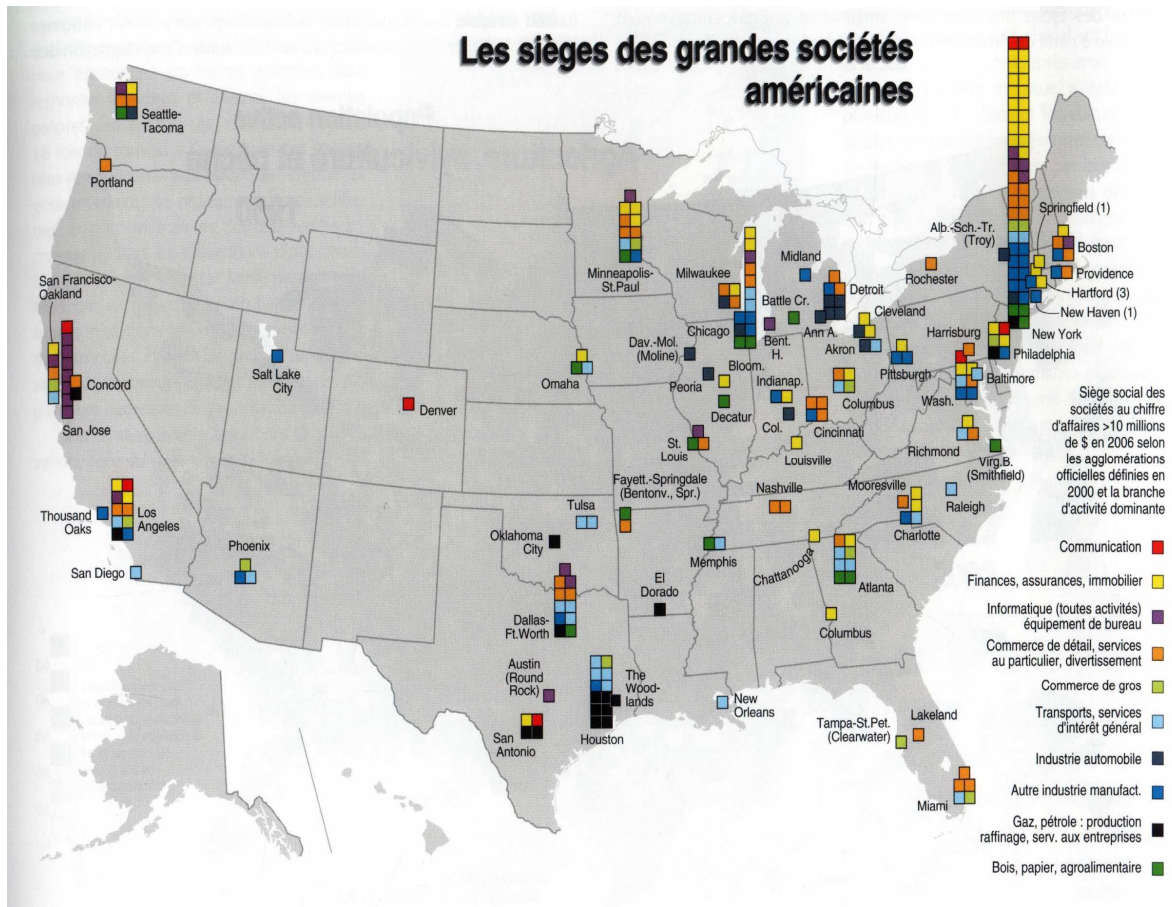 Les sièges des grandes sociétés
américaines
Seattle-
Tacoma
Portland
San Francisco-
Oakland
Concord
San Jose
Salt Lake
City
Denver
Thousand
Oaks
Los
Angeles
San Diego
Phoenix
Minneapolis-
St.Paul
Omaha
Milwaukee
Chicago
Dav.-Mol.
(Moline)
Peoria
Bloom.
Decatur
St.
Louis
Midland
Battle Cr.
Bent.
H.
Ann A.
Detroit
Cleveland
Akron
Indianap.
Col.
Columbus
Cincinnati
Louisville
Pittsburgh
Rochester
Alb.-Sch.-Tr.
(Troy)
Springfield (1)
Boston
Providence
Hartford (3)
New Haven (1)
New York
Harrisburg
Philadelphia
Baltimore
Wash.
Richmond
Virg.B.
(Smithfield)
Fayett.-Springdale
(Bentonv., Spr.)
Tulsa
Oklahoma
City
Nashville
Mooresville
Raleigh
Charlotte
Memphis
Chattanooga
Atlanta
Columbus
El
Dorado
Dallas-
Ft.Worth
Austin
(Round
Rock)
The
Wood-
lands
San
Antonio
Houston
New
Orleans
Tampa-St.Pet.
(Clearwater)
Lakeland
Miami
Siège social des
sociétés au chiffre
d'affaires >10 millions
de $ en 2006 selon
les agglomérations
officielles définies en
2000 et la branche
d'activité dominante
Communication
Finances, assurances, immobilier
Informatique (toutes activités)
équipement de bureau
Commerce de détail, services
au particulier, divertissement
Commerce de gros
Transports, services
d'intérêt général
Industrie automobile
Autre industrie manufact.
Gaz, pétrole : production
raffinage, serv. aux entreprises
Bois, papier, agroalimentaire